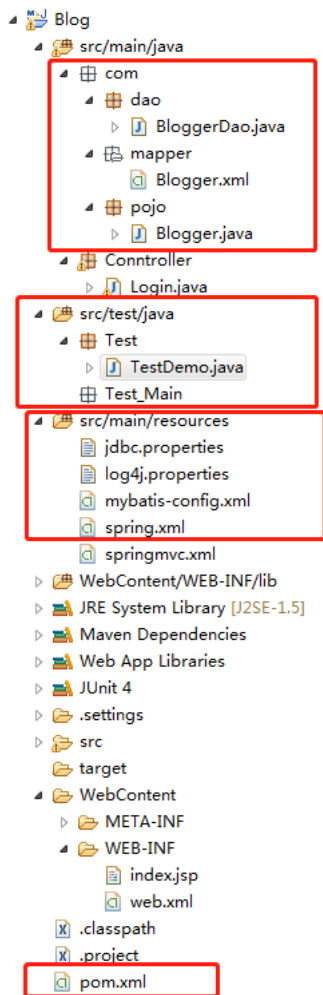 Blog
src/main/java
com
dao
BloggerDao.java
mapper
Blogger.xml
pojo
Blogger.java
Conntroller
Login.java
src/test/java
Test
TestDemo.java
Test_Main
src/main/resources
jdbc.properties
log4j.properties
mybatis-config.xml
spring.xml
springmvc.xml
WebContent/WEB-INF/lib
JRE System Library [J2SE-1.5]
Maven Dependencies
Web App Libraries
JUnit 4
.settings
src
target
WebContent
META-INF
WEB-INF
index.jsp
web.xml
.classpath
.project
pom.xml